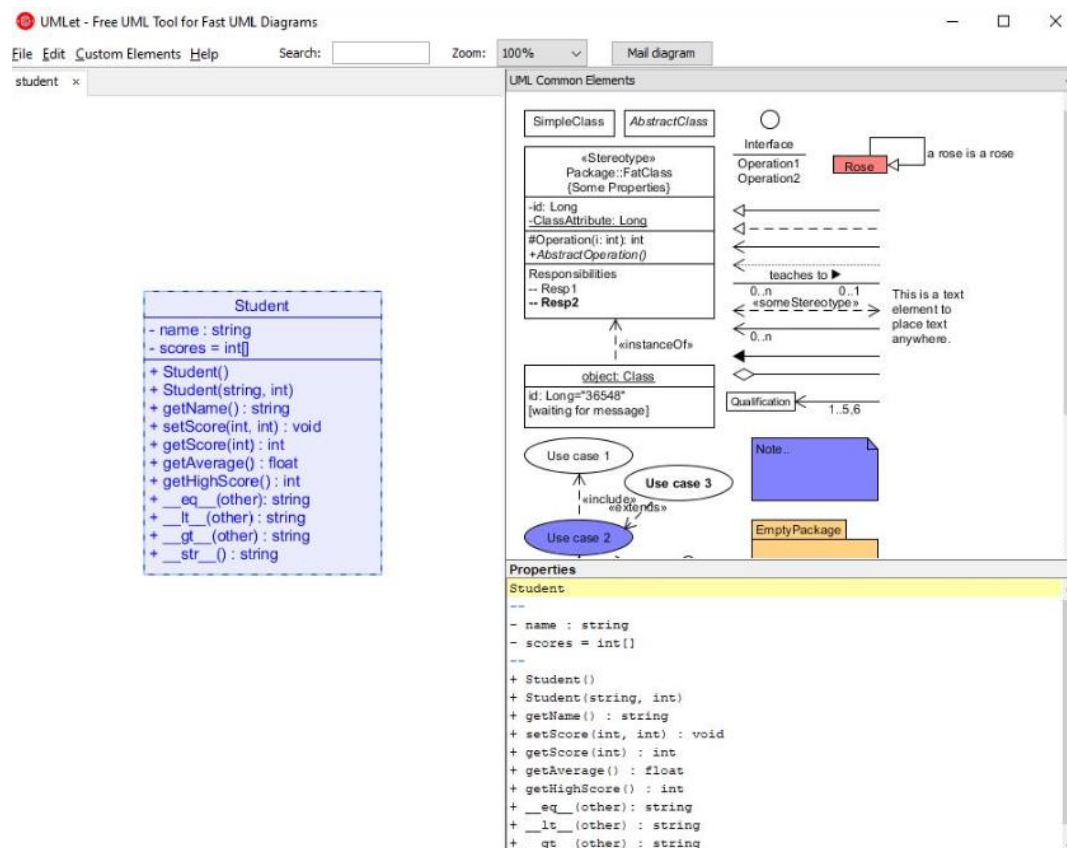 UMLet - Free UML Tool for Fast UML Diagrams
File Edit Custom Elements Help Search: Zoom: 100% Mail diagram
student ×
Student
- name : string
- scores = int[]
+ Student()
+ Student(string, int)
+ getName() : string
+ setScore(int, int) : void
+ getScore(int) : int
+ getAverage() : float
+ getHighScore() : int
+ __eq__(other): string
+ __lt__(other) : string
+ __gt__(other) : string
+ __str__() : string
UML Common Elements
SimpleClass
AbstractClass
«Stereotype»
Package::FatClass
{Some Properties}
-id: Long
-ClassAttribute: Long
#Operation(i: int): int
+AbstractOperation()
Responsibilities
-- Resp1
-- Resp2
«instanceOf»
object: Class
id: Long="36548"
[waiting for message]
Interface
Operation1
Operation2
Rose
a rose is a rose
teaches to ▶
0..n 0..1
«someStereotype»
0..n
This is a text
element to
place text
anywhere.
Qualification
1..5,6
Use case 1
«include»
Use case 3
«extends»
Use case 2
Note..
EmptyPackage
Properties
Student
--
- name : string
- scores = int[]
--
+ Student()
+ Student(string, int)
+ getName() : string
+ setScore(int, int) : void
+ getScore(int) : int
+ getAverage() : float
+ getHighScore() : int
+ __eq__(other): string
+ __lt__(other) : string
+ __gt__(other) : string